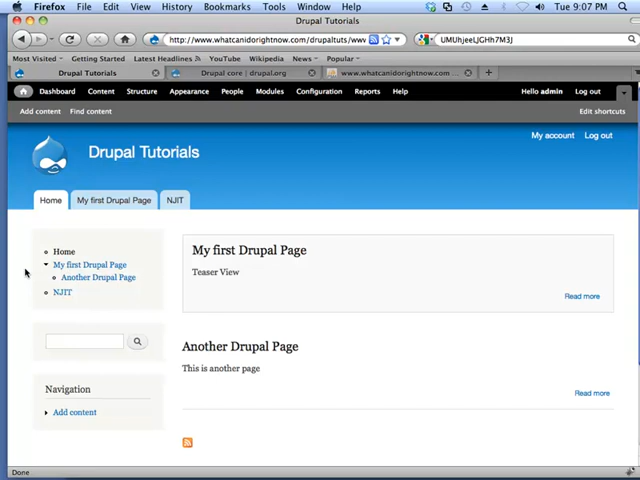 Firefox File Edit View History Bookmarks Tools Window Help Tue 9:07 PM
Drupal Tutorials
http://www.whatcanidorightnow.com/drupaltuts/www UMUhjeeLJGHh7M3J
Most Visited Getting Started Latest Headlines YouTube Wikipedia News Popular
Drupal Tutorials Drupal core | drupal.org www.whatcanidorightnow.com ...
Dashboard Content Structure Appearance People Modules Configuration Reports Help Hello admin Log out
Add content Find content Edit shortcuts
My account Log out
Drupal Tutorials
Home My first Drupal Page NJIT
Home
My first Drupal Page
Another Drupal Page
NJIT
My first Drupal Page
Teaser View
Read more
Another Drupal Page
This is another page
Read more
Navigation
Add content
Done